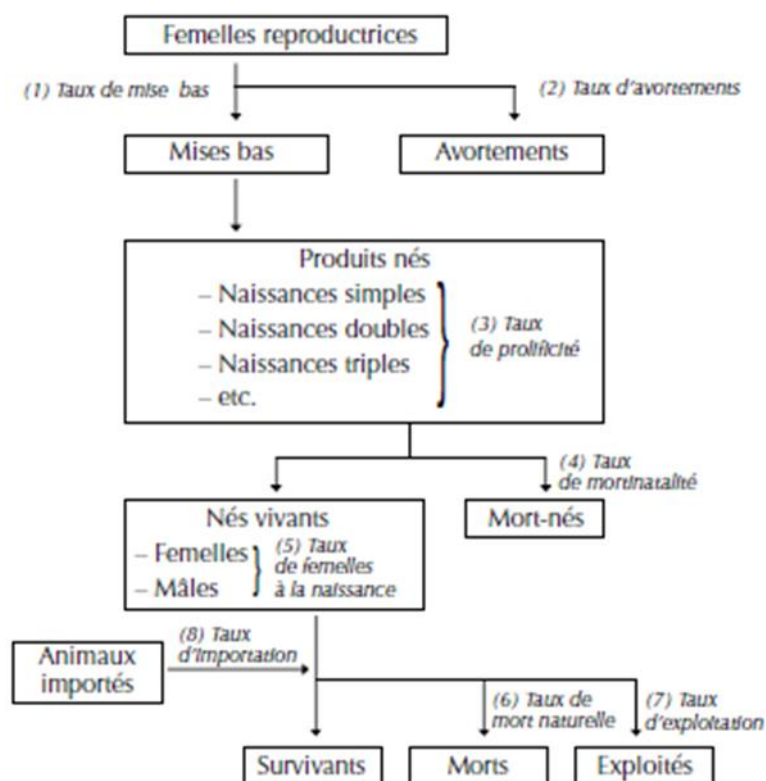 Femelles reproductrices
(1) Taux de mise bas
(2) Taux d'avortements
Mises bas
Avortements
Produits nés
– Naissances simples
– Naissances doubles
– Naissances triples
– etc.
(3) Taux
de prolificité
(4) Taux
de mortinatalité
Nés vivants
– Femelles
– Mâles
(5) Taux
de femelles
à la naissance
Mort-nés
(8) Taux
d'importation
Animaux
importés
(6) Taux de
mort naturelle
(7) Taux
d'exploitation
Survivants
Morts
Exploités